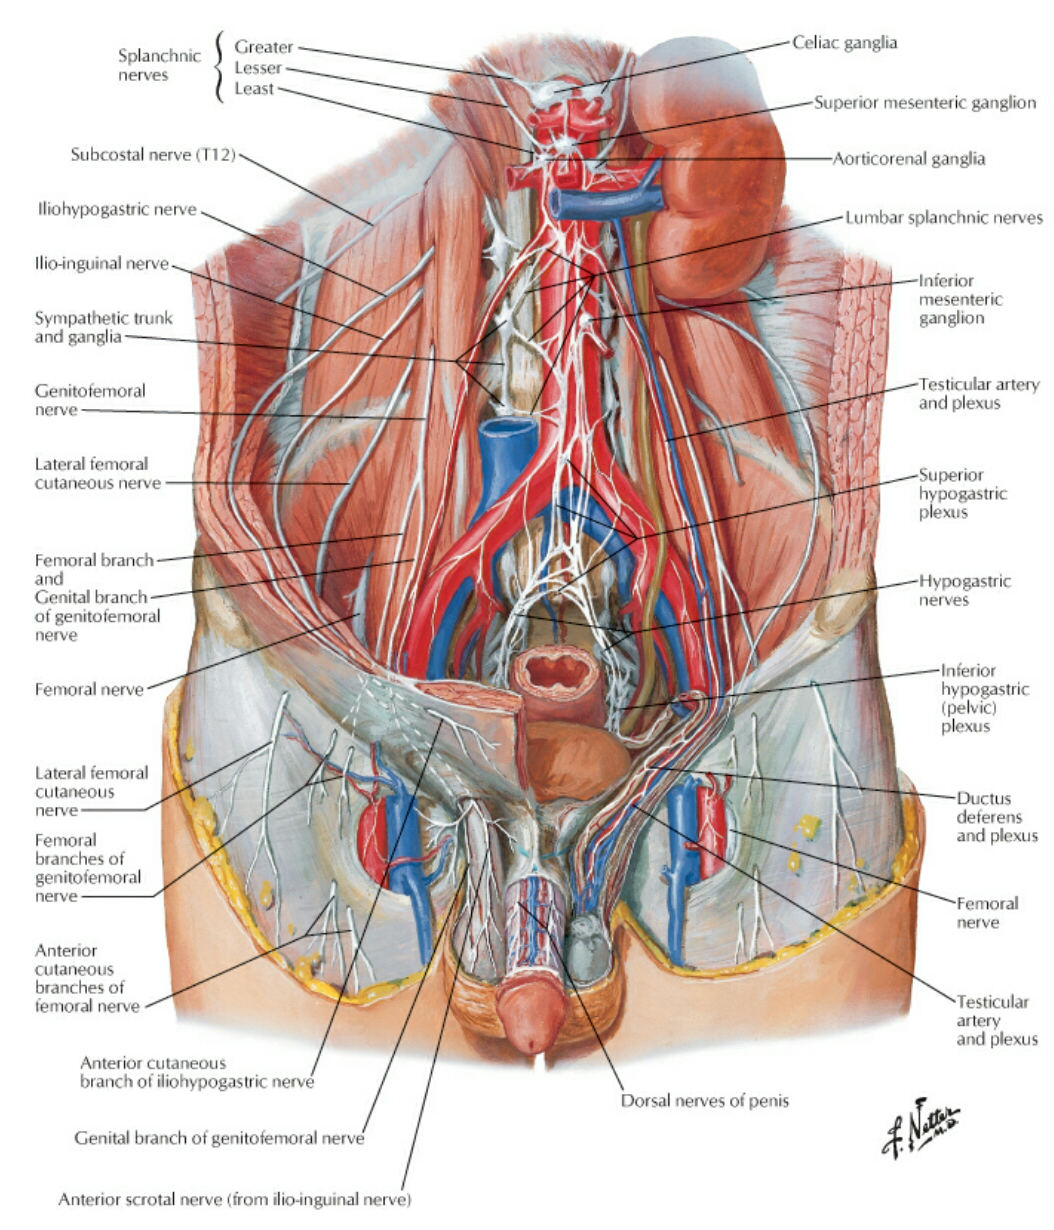 Splanchnic
nerves
Greater
Lesser
Least
Subcostal nerve (T12)
Iliohypogastric nerve
Ilio-inguinal nerve
Sympathetic trunk
and ganglia
Genitofemoral
nerve
Lateral femoral
cutaneous nerve
Femoral branch
and
Genital branch
of genitofemoral
nerve
Femoral nerve
Lateral femoral
cutaneous
nerve
Femoral
branches of
genitofemoral
nerve
Anterior
cutaneous
branches of
femoral nerve
Anterior cutaneous
branch of iliohypogastric nerve
Genital branch of genitofemoral nerve
Anterior scrotal nerve (from ilio-inguinal nerve)
Celiac ganglia
Superior mesenteric ganglion
Aorticorenal ganglia
Lumbar splanchnic nerves
Inferior
mesenteric
ganglion
Testicular artery
and plexus
Superior
hypogastric
plexus
Hypogastric
nerves
Inferior
hypogastric
(pelvic)
plexus
Ductus
deferens
and plexus
Femoral
nerve
Testicular
artery
and plexus
Dorsal nerves of penis
F. Netter
M.D.